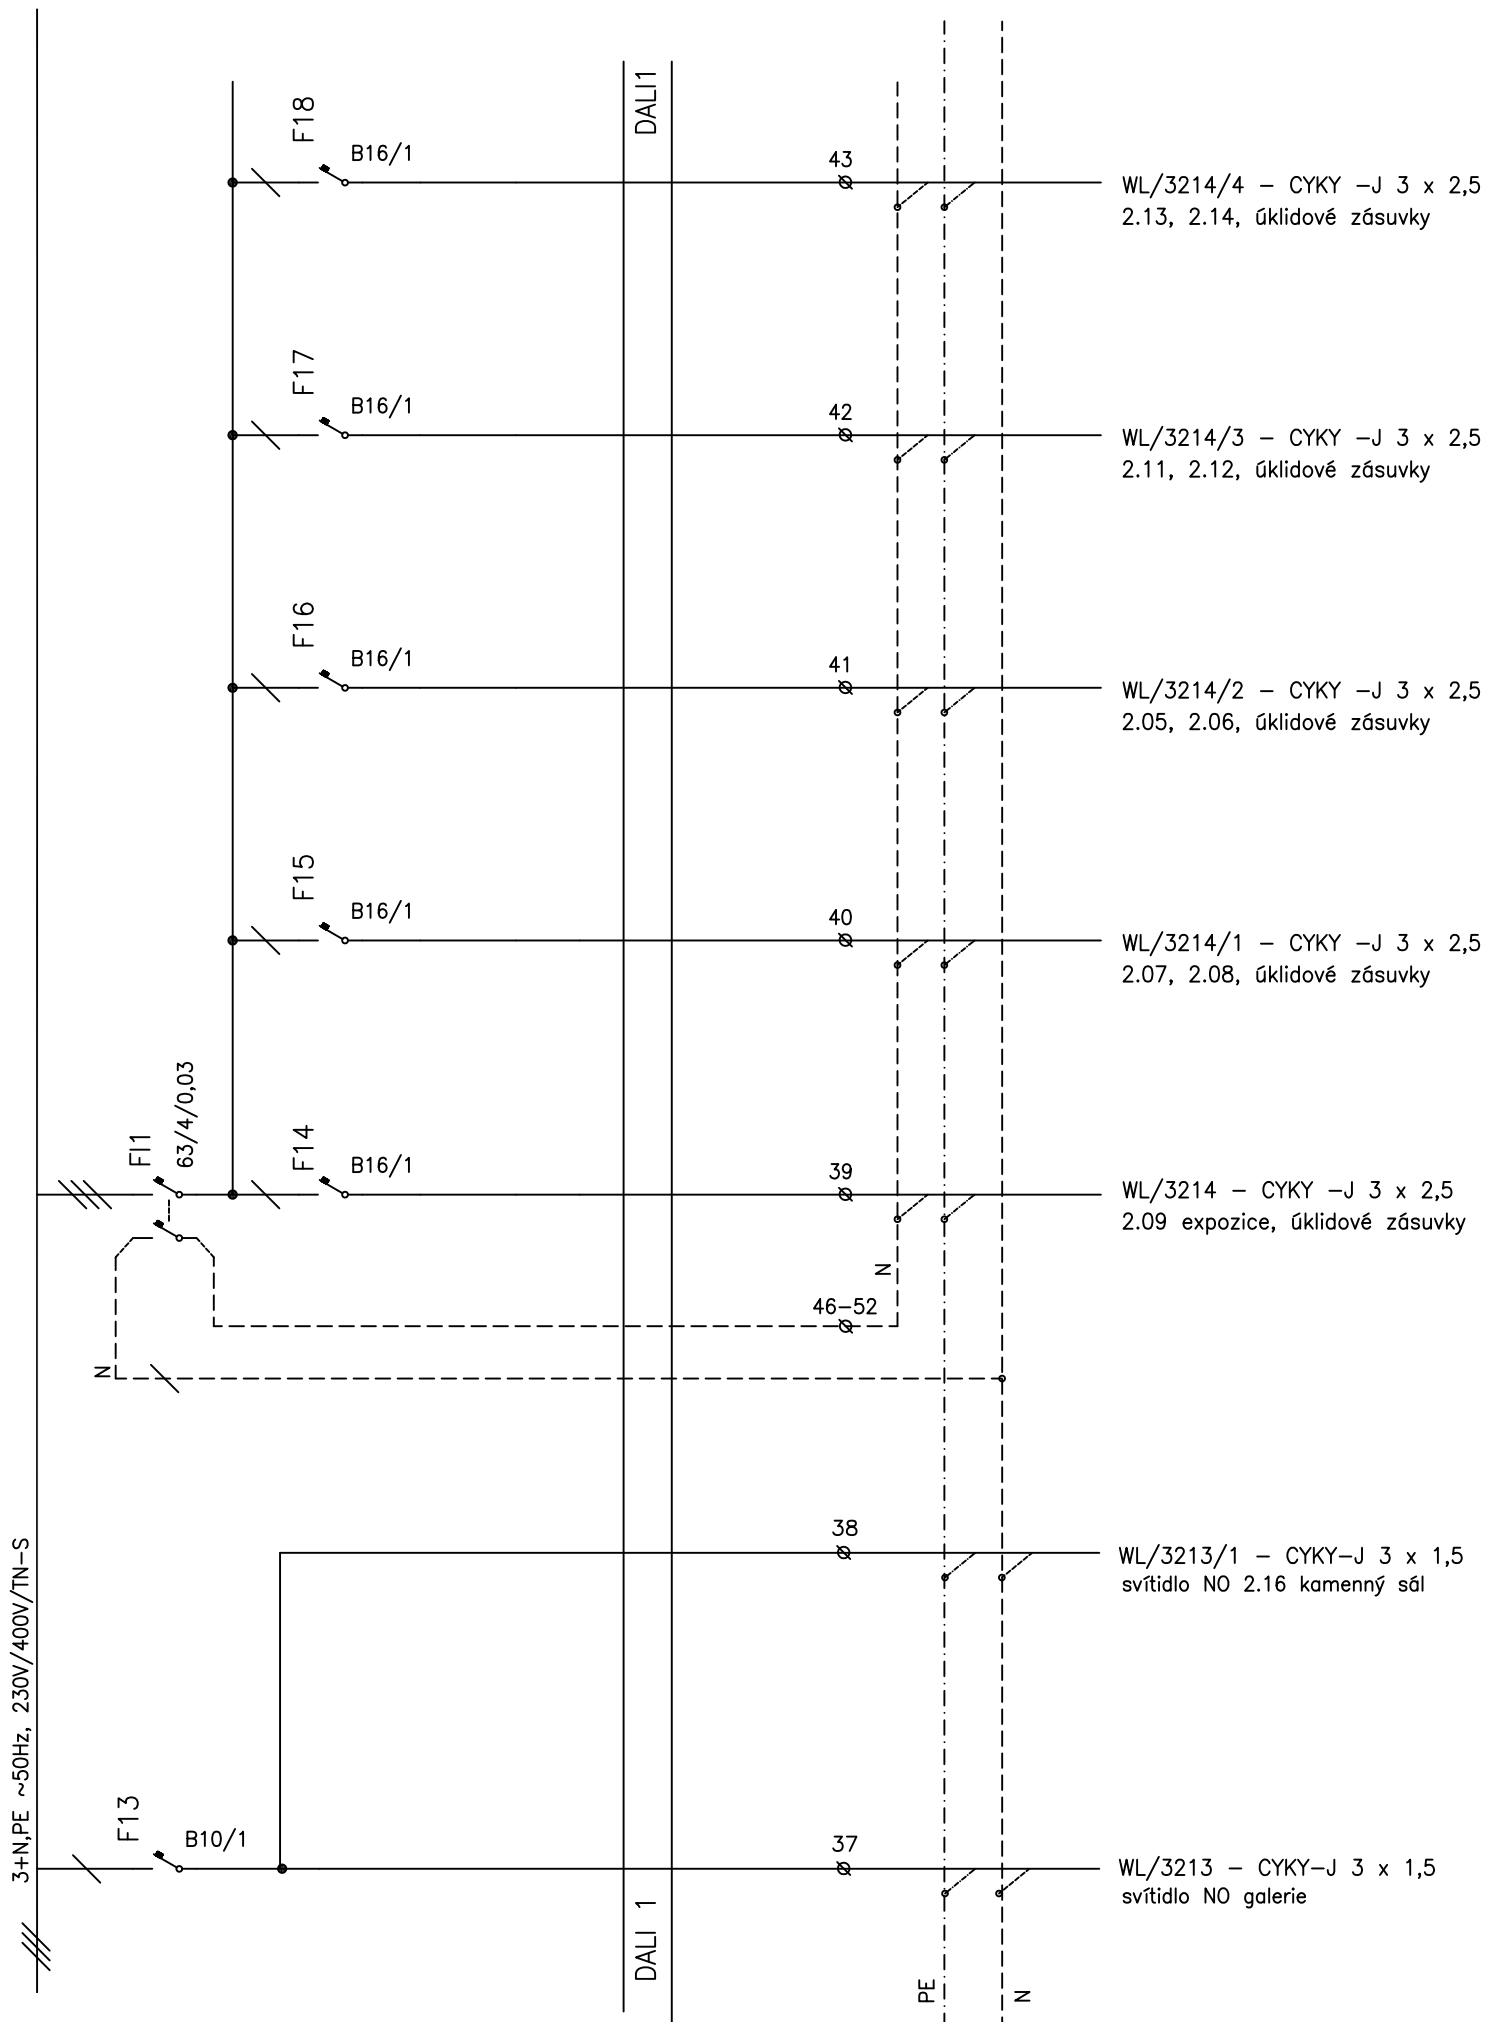 DALI1
F18
B16/1
43
WL/3214/4 – CYKY –J 3 x 2,5
2.13, 2.14, úklidové zásuvky
F17
B16/1
42
WL/3214/3 – CYKY –J 3 x 2,5
2.11, 2.12, úklidové zásuvky
F16
B16/1
41
WL/3214/2 – CYKY –J 3 x 2,5
2.05, 2.06, úklidové zásuvky
F15
B16/1
40
WL/3214/1 – CYKY –J 3 x 2,5
2.07, 2.08, úklidové zásuvky
FI1
63/4/0,03
F14
B16/1
39
WL/3214 – CYKY –J 3 x 2,5
2.09 expozice, úklidové zásuvky
N
46–52
N
38
WL/3213/1 – CYKY–J 3 x 1,5
svítidlo NO 2.16 kamenný sál
3+N,PE ~50Hz, 230V/400V/TN–S
F13
B10/1
37
WL/3213 – CYKY–J 3 x 1,5
svítidlo NO galerie
DALI 1
PE
N